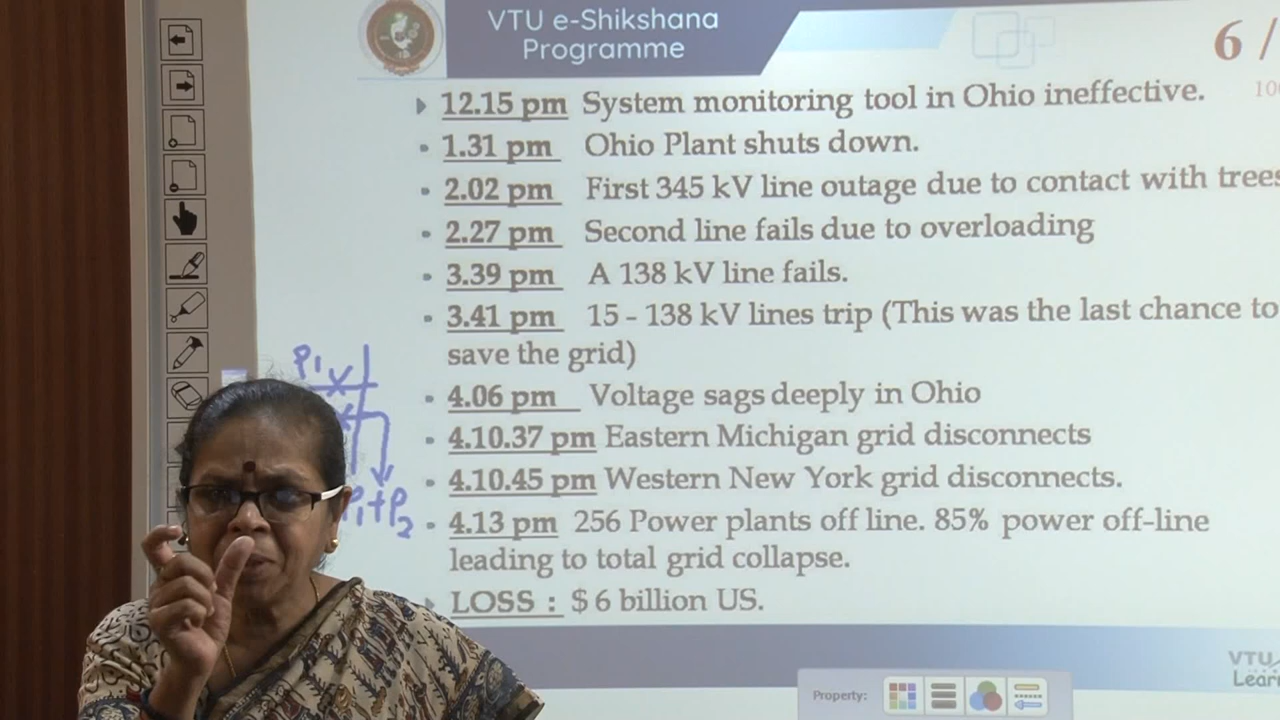 VTU e-Shikshana
Programme
6 /
12.15 pm System monitoring tool in Ohio ineffective.
1.31 pm Ohio Plant shuts down.
2.02 pm First 345 kV line outage due to contact with trees
2.27 pm Second line fails due to overloading
3.39 pm A 138 kV line fails.
3.41 pm 15 - 138 kV lines trip (This was the last chance to
save the grid)
4.06 pm Voltage sags deeply in Ohio
4.10.37 pm Eastern Michigan grid disconnects
4.10.45 pm Western New York grid disconnects.
4.13 pm 256 Power plants off line. 85% power off-line
leading to total grid collapse.
LOSS : $ 6 billion US.
P1
P1+P2
VTU
Property: